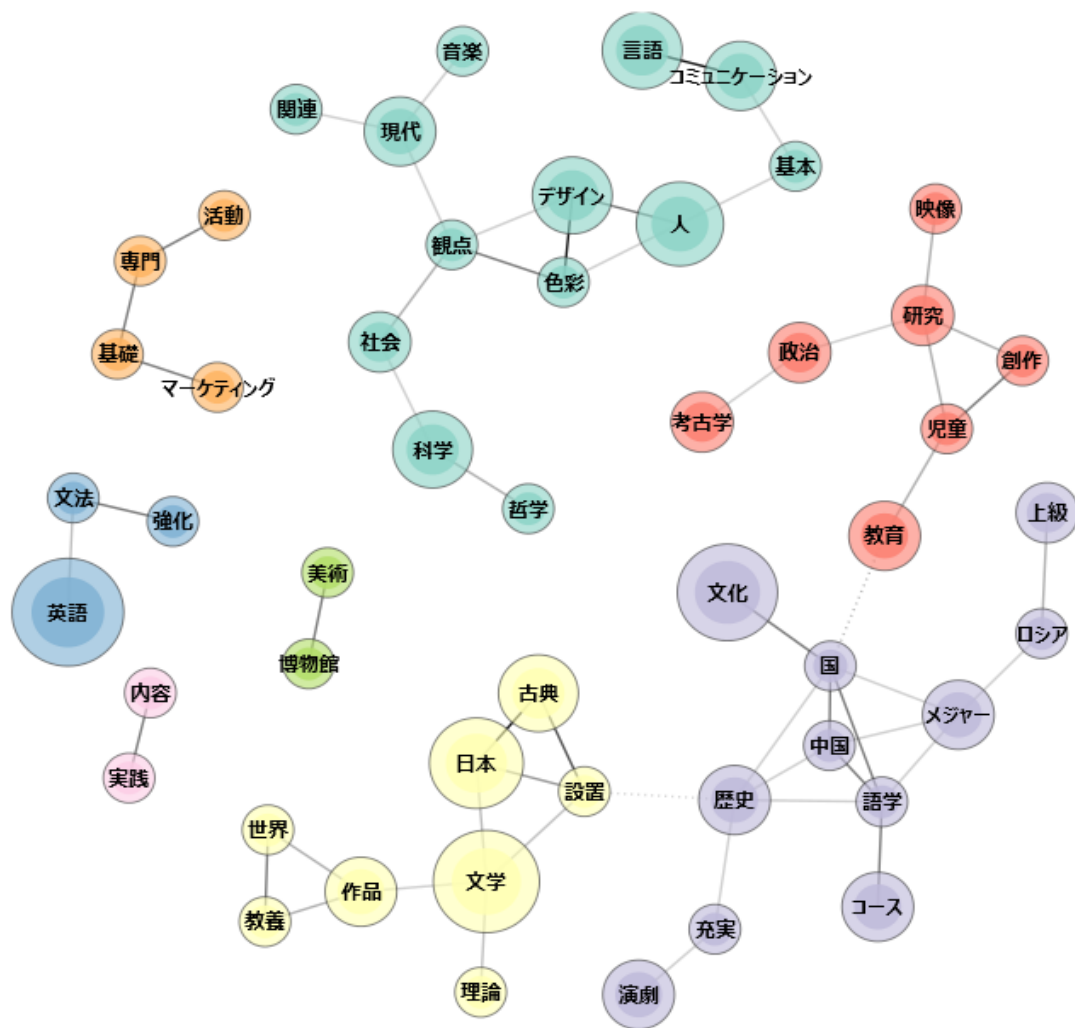 音楽
言語
コミュニケーション
関連
現代
基本
デザイン
人
映像
活動
観点
専門
色彩
研究
社会
政治
創作
基礎
マーケティング
考古学
児童
科学
文法
強化
哲学
上級
教育
美術
文化
英語
ロシア
博物館
国
内容
古典
メジャー
中国
日本
実践
設置
歴史
語学
世界
文学
作品
コース
教養
充実
理論
演劇